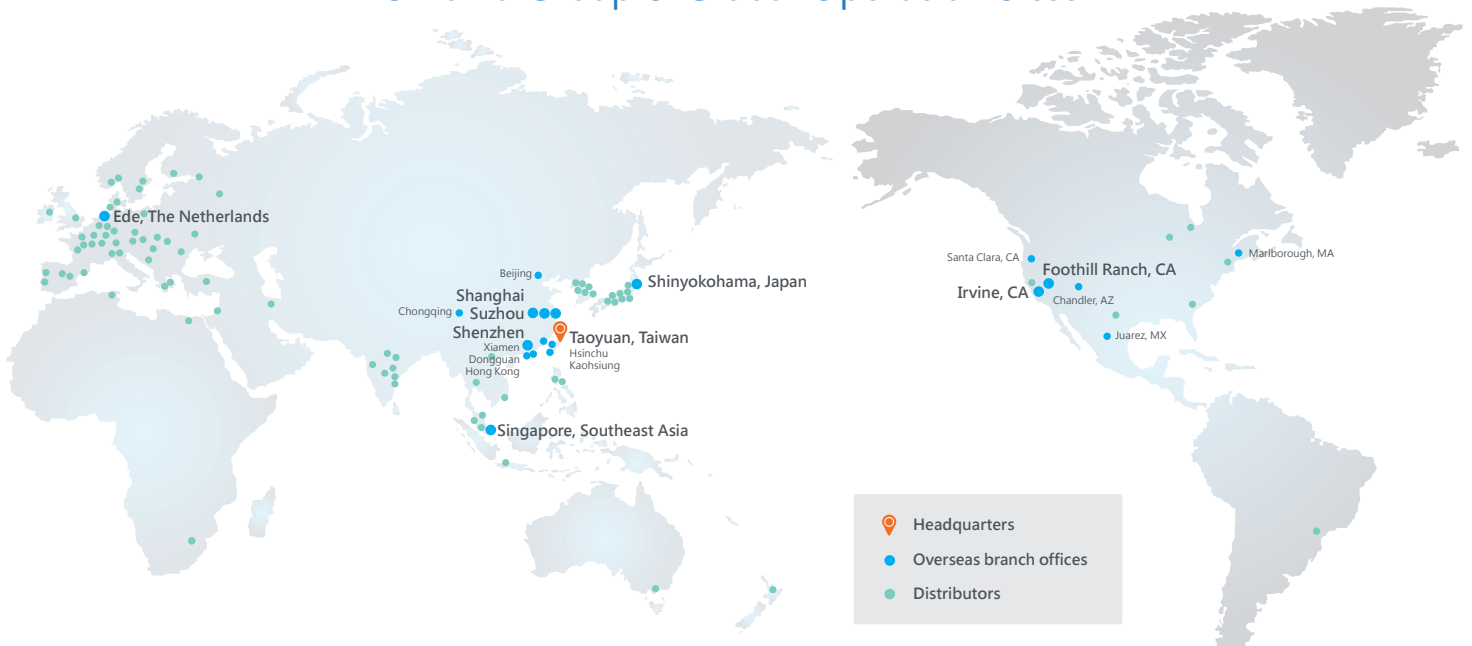 Ede, The Netherlands
Beijing
Shinyokohama, Japan
Shanghai
Chongqing
Suzhou
Shenzhen
Taoyuan, Taiwan
Xiamen
Dongguan
Hong Kong
Hsinchu
Kaohsiung
Singapore, Southeast Asia
Santa Clara, CA
Marlborough, MA
Foothill Ranch, CA
Irvine, CA
Chandler, AZ
Juarez, MX
Headquarters
Overseas branch offices
Distributors